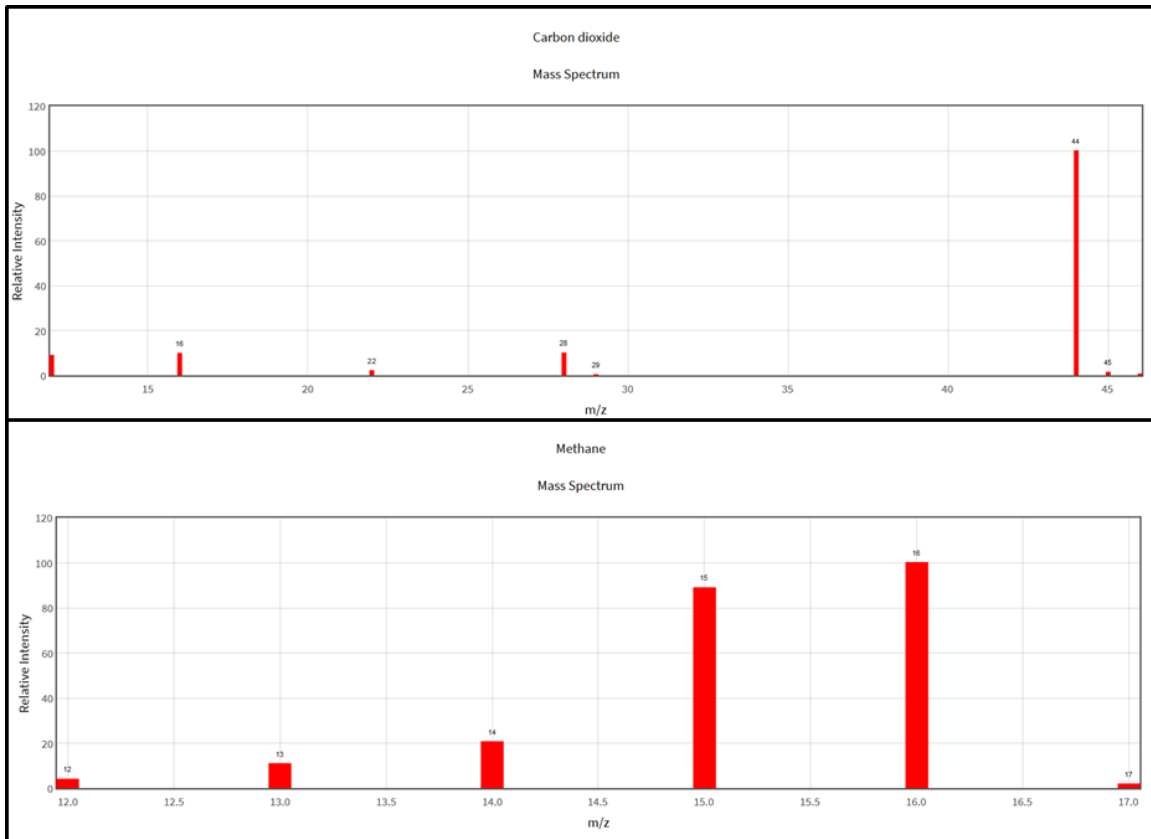 Carbon dioxide
Mass Spectrum
120
100
80
60
40
20
0
Relative Intensity
16
22
28
29
44
45
15 20 25 30 35 40 45
m/z
Methane
Mass Spectrum
120
100
80
60
40
20
0
Relative Intensity
12
13
14
15
16
17
12.0 12.5 13.0 13.5 14.0 14.5 15.0 15.5 16.0 16.5 17.0
m/z